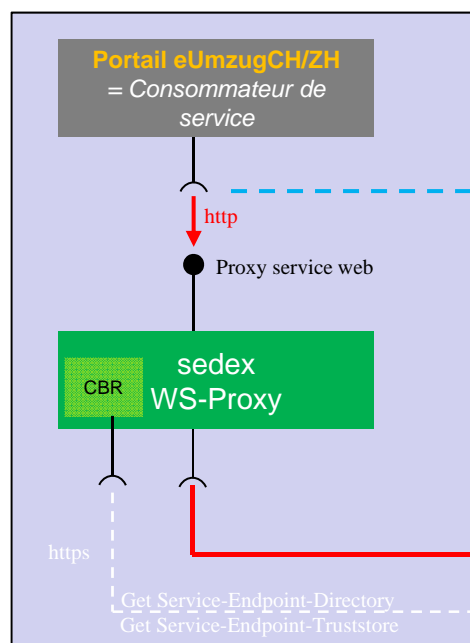 Portail eUmzugCH/ZH
= Consommateur de
service
http
Proxy service web
sedex
WS-Proxy
CBR
https
Get Service-Endpoint-Directory
Get Service-Endpoint-Truststore